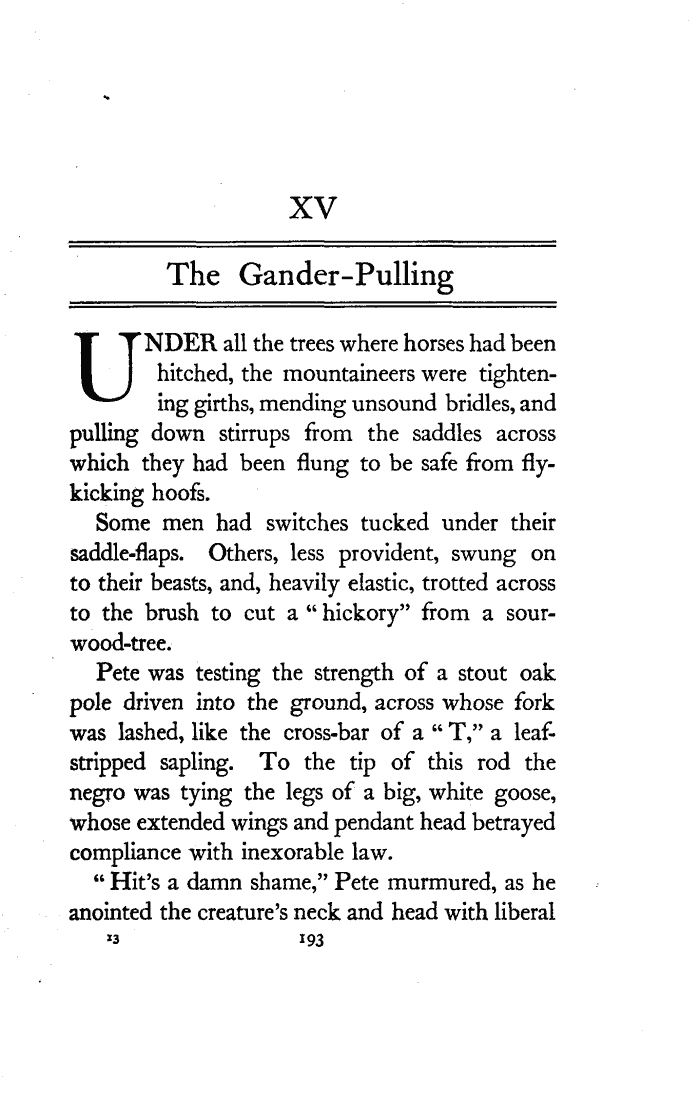 XV
The Gander-Pulling
UNDER all the trees where horses had been
hitched, the mountaineers were tighten-
ing girths, mending unsound bridles, and
pulling down stirrups from the saddles across
which they had been flung to be safe from fly-
kicking hoofs.
Some men had switches tucked under their
saddle-flaps. Others, less provident, swung on
to their beasts, and, heavily elastic, trotted across
to the brush to cut a “ hickory” from a sour-
wood-tree.
Pete was testing the strength of a stout oak
pole driven into the ground, across whose fork
was lashed, like the cross-bar of a “ T,” a leaf-
stripped sapling. To the tip of this rod the
negro was tying the legs of a big, white goose,
whose extended wings and pendant head betrayed
compliance with inexorable law.
“ Hit’s a damn shame,” Pete murmured, as he
anointed the creature’s neck and head with liberal
13 193